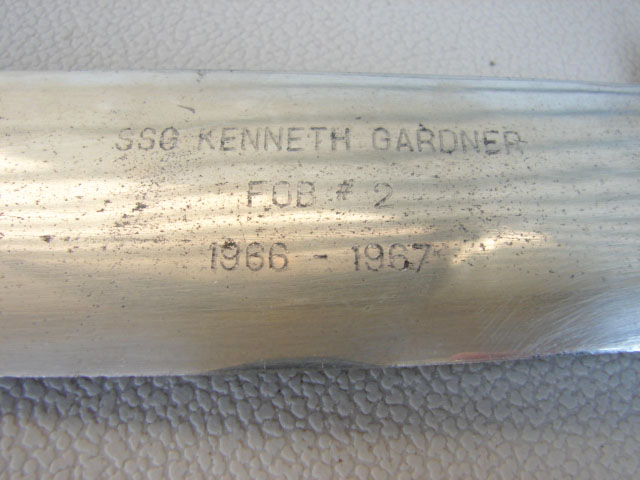 SSG KENNETH GARDNER
FOB # 2
1966 - 1967